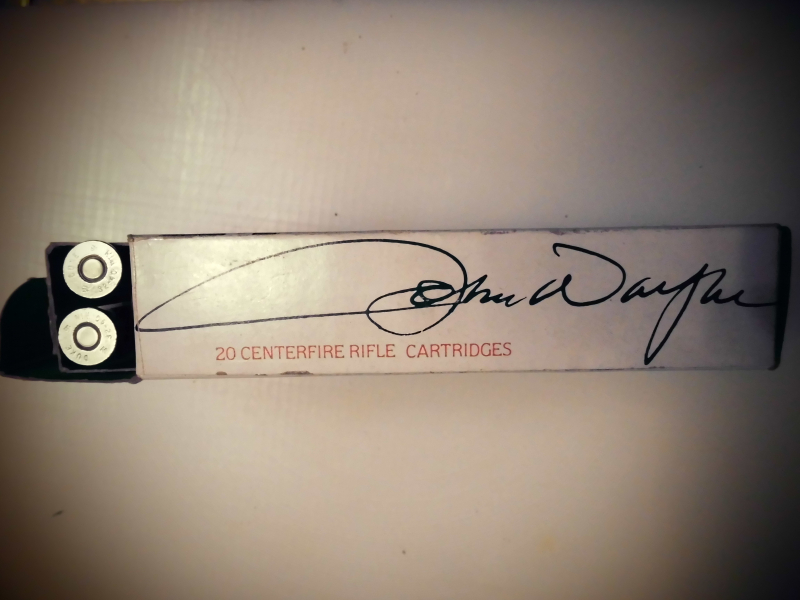 John Wayne
20 CENTERFIRE RIFLE CARTRIDGES